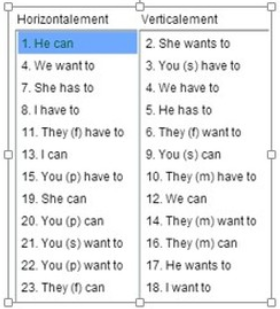 Horizontalement
1. He can
4. We want to
7. She has to
8. I have to
11. They (f) have to
13. I can
15. You (p) have to
19. She can
20. You (p) can
21. You (s) want to
22. You (p) want to
23. They (f) can
Verticalement
2. She wants to
3. You (s) have to
4. We have to
5. He has to
6. They (f) want to
9. You (s) can
10. They (m) have to
12. We can
14. They (m) want to
16. They (m) can
17. He wants to
18. I want to